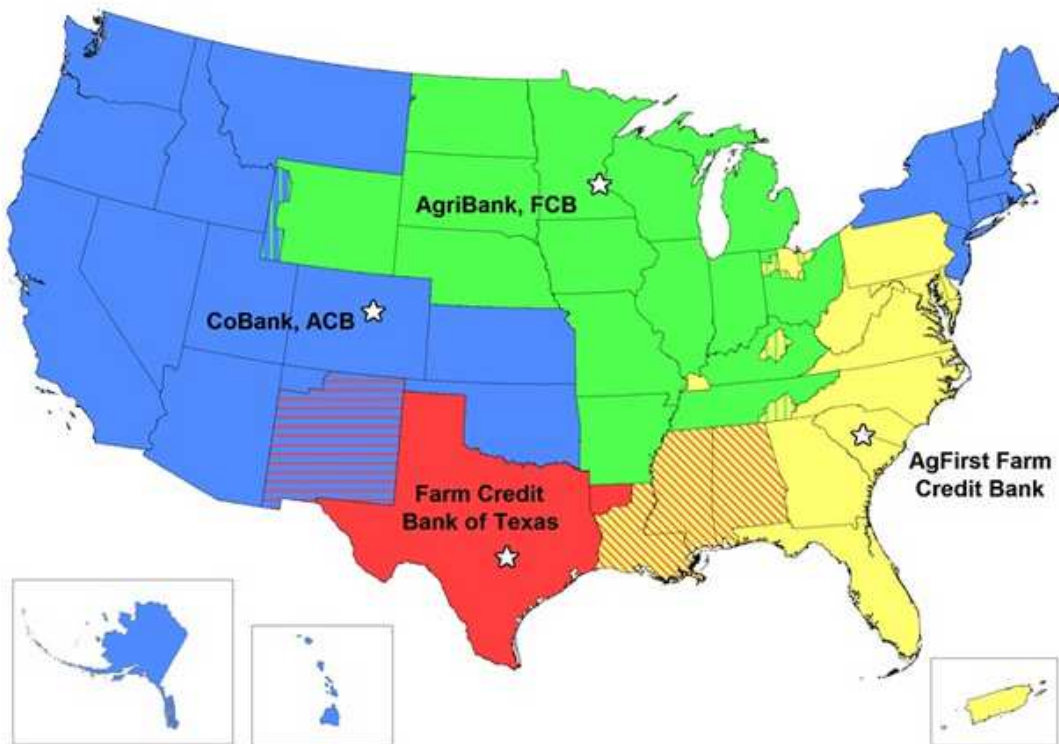 AgriBank, FCB
CoBank, ACB
Farm Credit
Bank of Texas
AgFirst Farm
Credit Bank